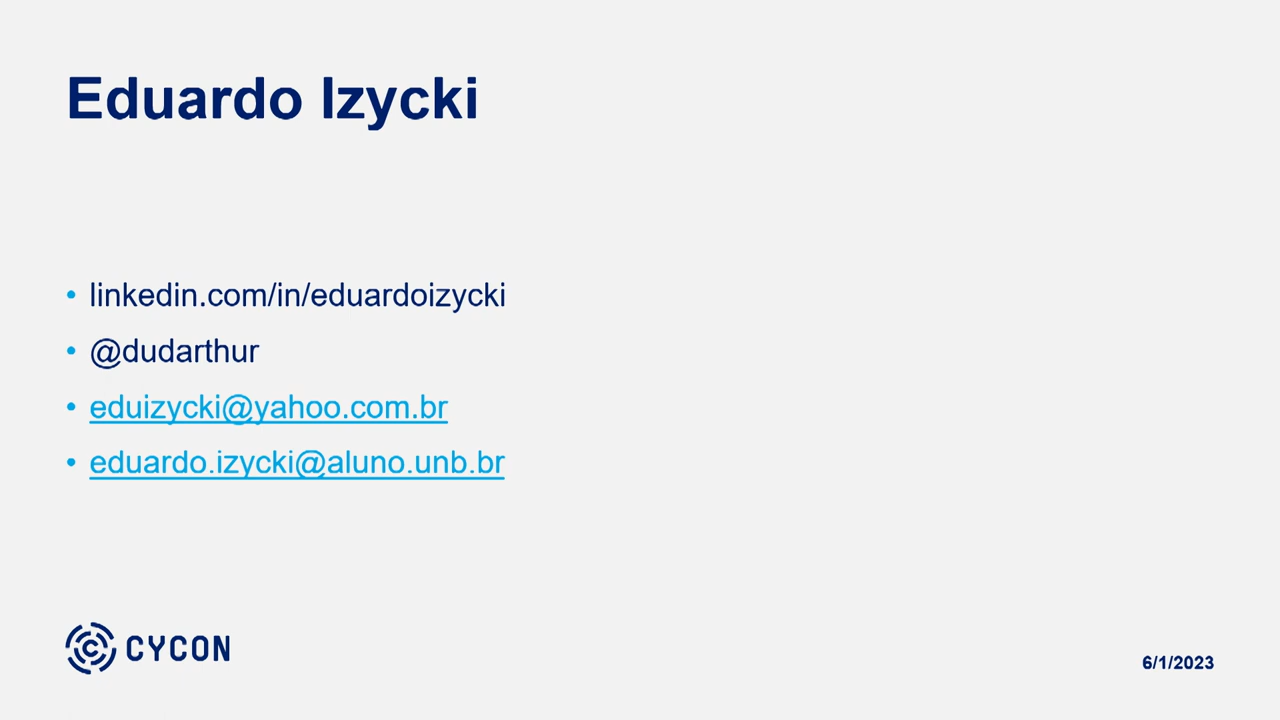 Eduardo Izycki
• linkedin.com/in/eduardoizycki
• @dudarthur
• eduizycki@yahoo.com.br
• eduardo.izycki@aluno.unb.br
CYCON
6/1/2023